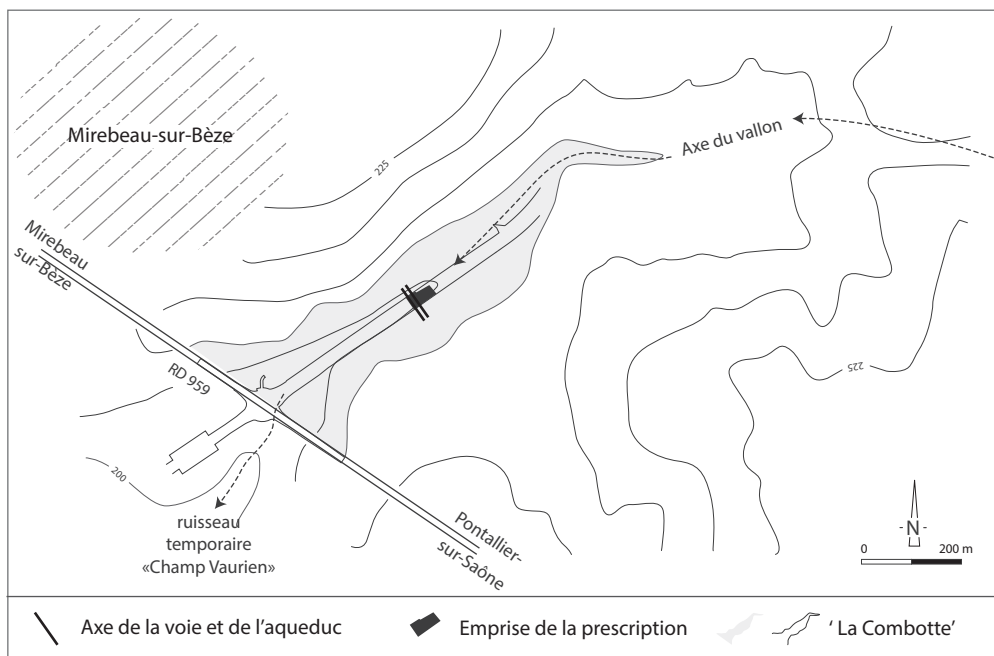 Mirebeau-sur-Bèze
225
Axe du vallon
Mirebeau
sur-Bèze
RD 959
225
200
ruisseau
temporaire
«Champ Vaurien»
Pontallier-
sur-Saône
-N-
0 200 m
Axe de la voie et de l'aqueduc
Emprise de la prescription
' La Combotte'